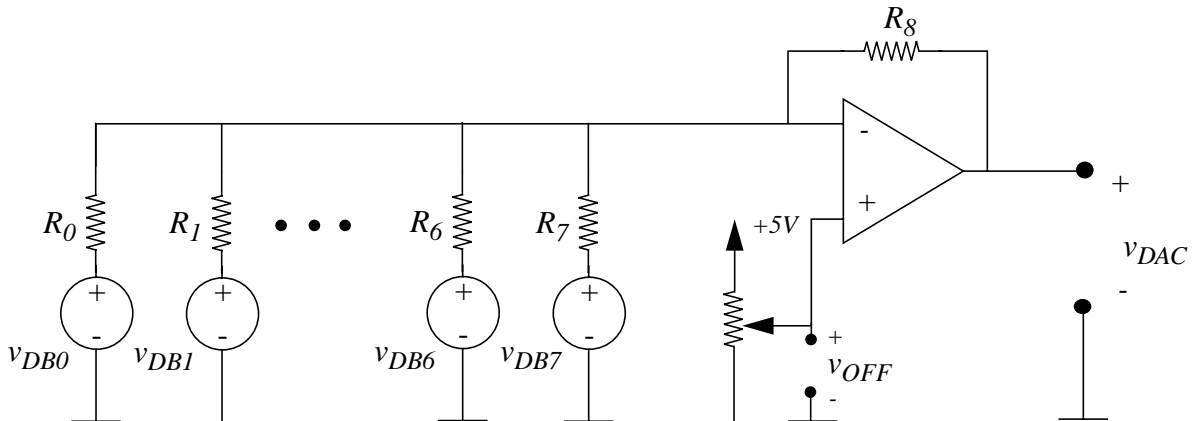 R8
-
+
R0
R1
R6
R7
+5V
+
vDAC
-
+
-
+
-
+
-
+
-
vDB0
vDB1
vDB6
vDB7
+
vOFF
-